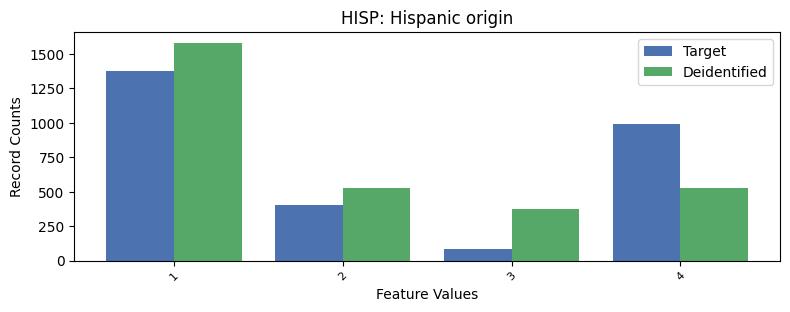 HISP: Hispanic origin
Target
Deidentified
Record Counts
1500
1250
1000
750
500
250
0
1 2 3 4
Feature Values